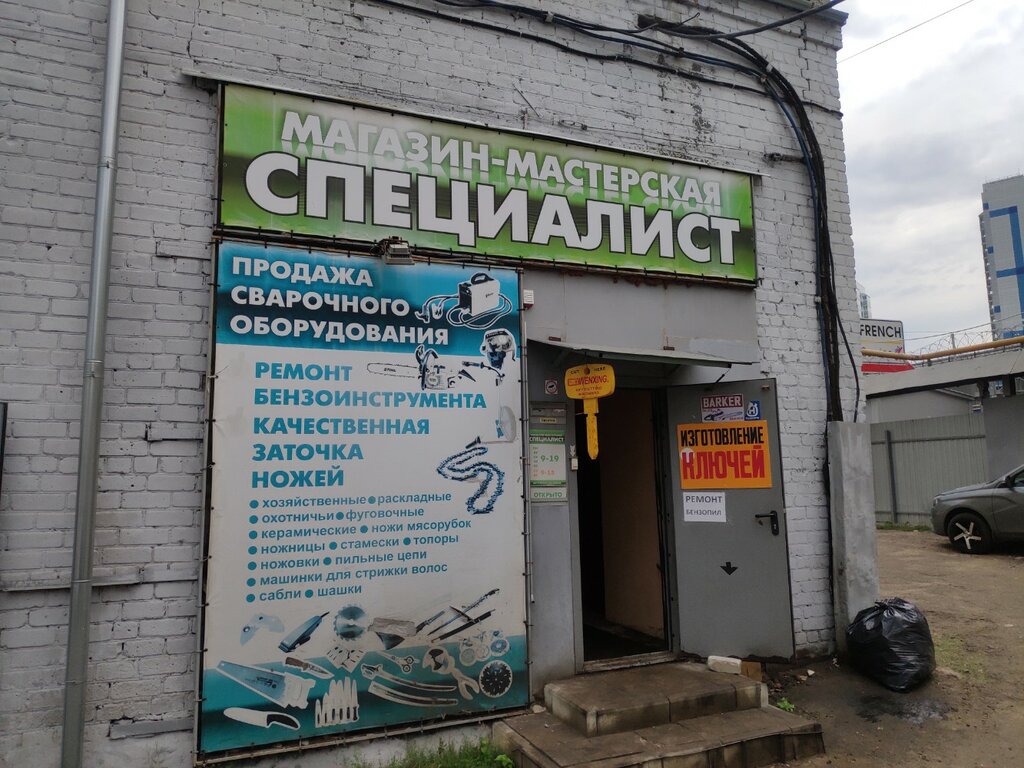 МАГАЗИН-МАСТЕРСКАЯ
СПЕЦИАЛИСТ
ПРОДАЖА
СВАРОЧНОГО
ОБОРУДОВАНИЯ
РЕМОНТ
БЕНЗОИНСТРУМЕНТА
КАЧЕСТВЕННАЯ
ЗАТОЧКА
НОЖЕЙ
● хозяйственные ● раскладные
● охотничьи ● фуговочные
● керамические ● ножи мясорубок
● ножницы ● стамески ● топоры
● ножовки ● пильные цепи
● машинки для стрижки волос
● сабли ● шашки
СПЕЦИАЛИСТ
9-19
ОТКРЫТО
BARKER
ИЗГОТОВЛЕНИЕ
КЛЮЧЕЙ
РЕМОНТ
БЕНЗОПИЛ
FRENCH